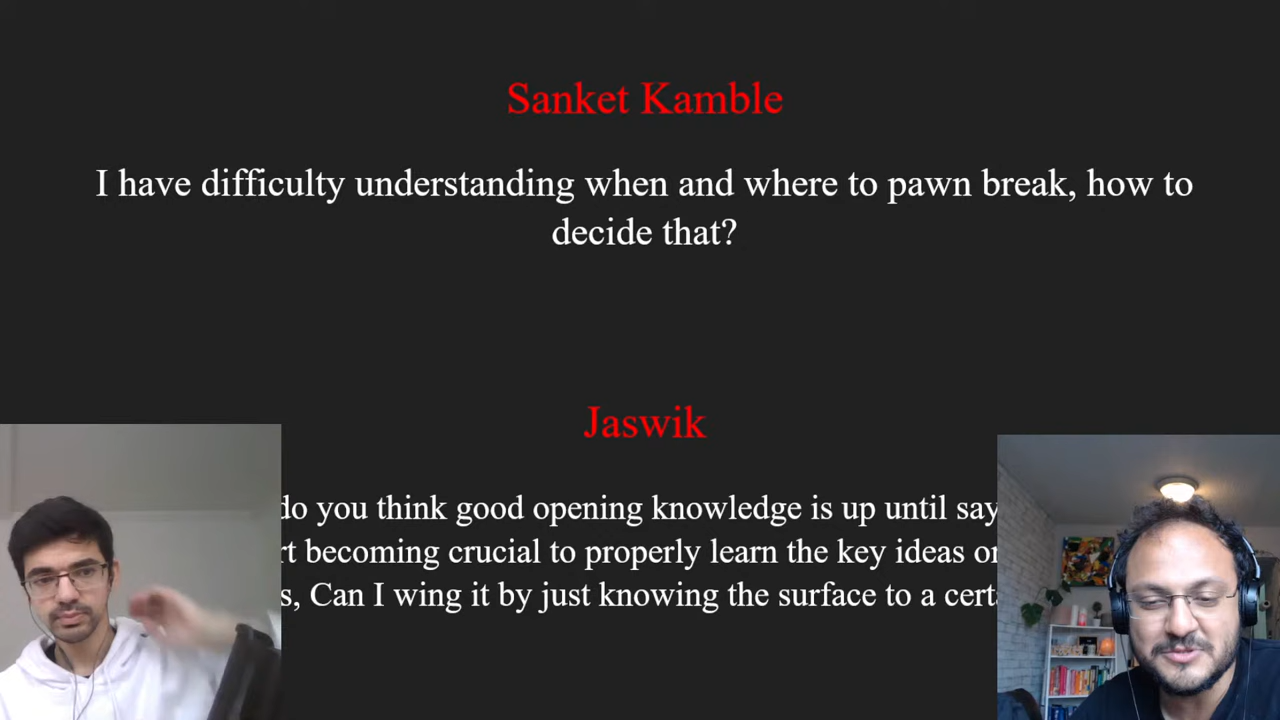 Sanket Kamble
I have difficulty understanding when and where to pawn break, how to
decide that?
Jaswik
do you think good opening knowledge is up until say
becoming crucial to properly learn the key ideas
Can I wing it by just knowing the surface to a